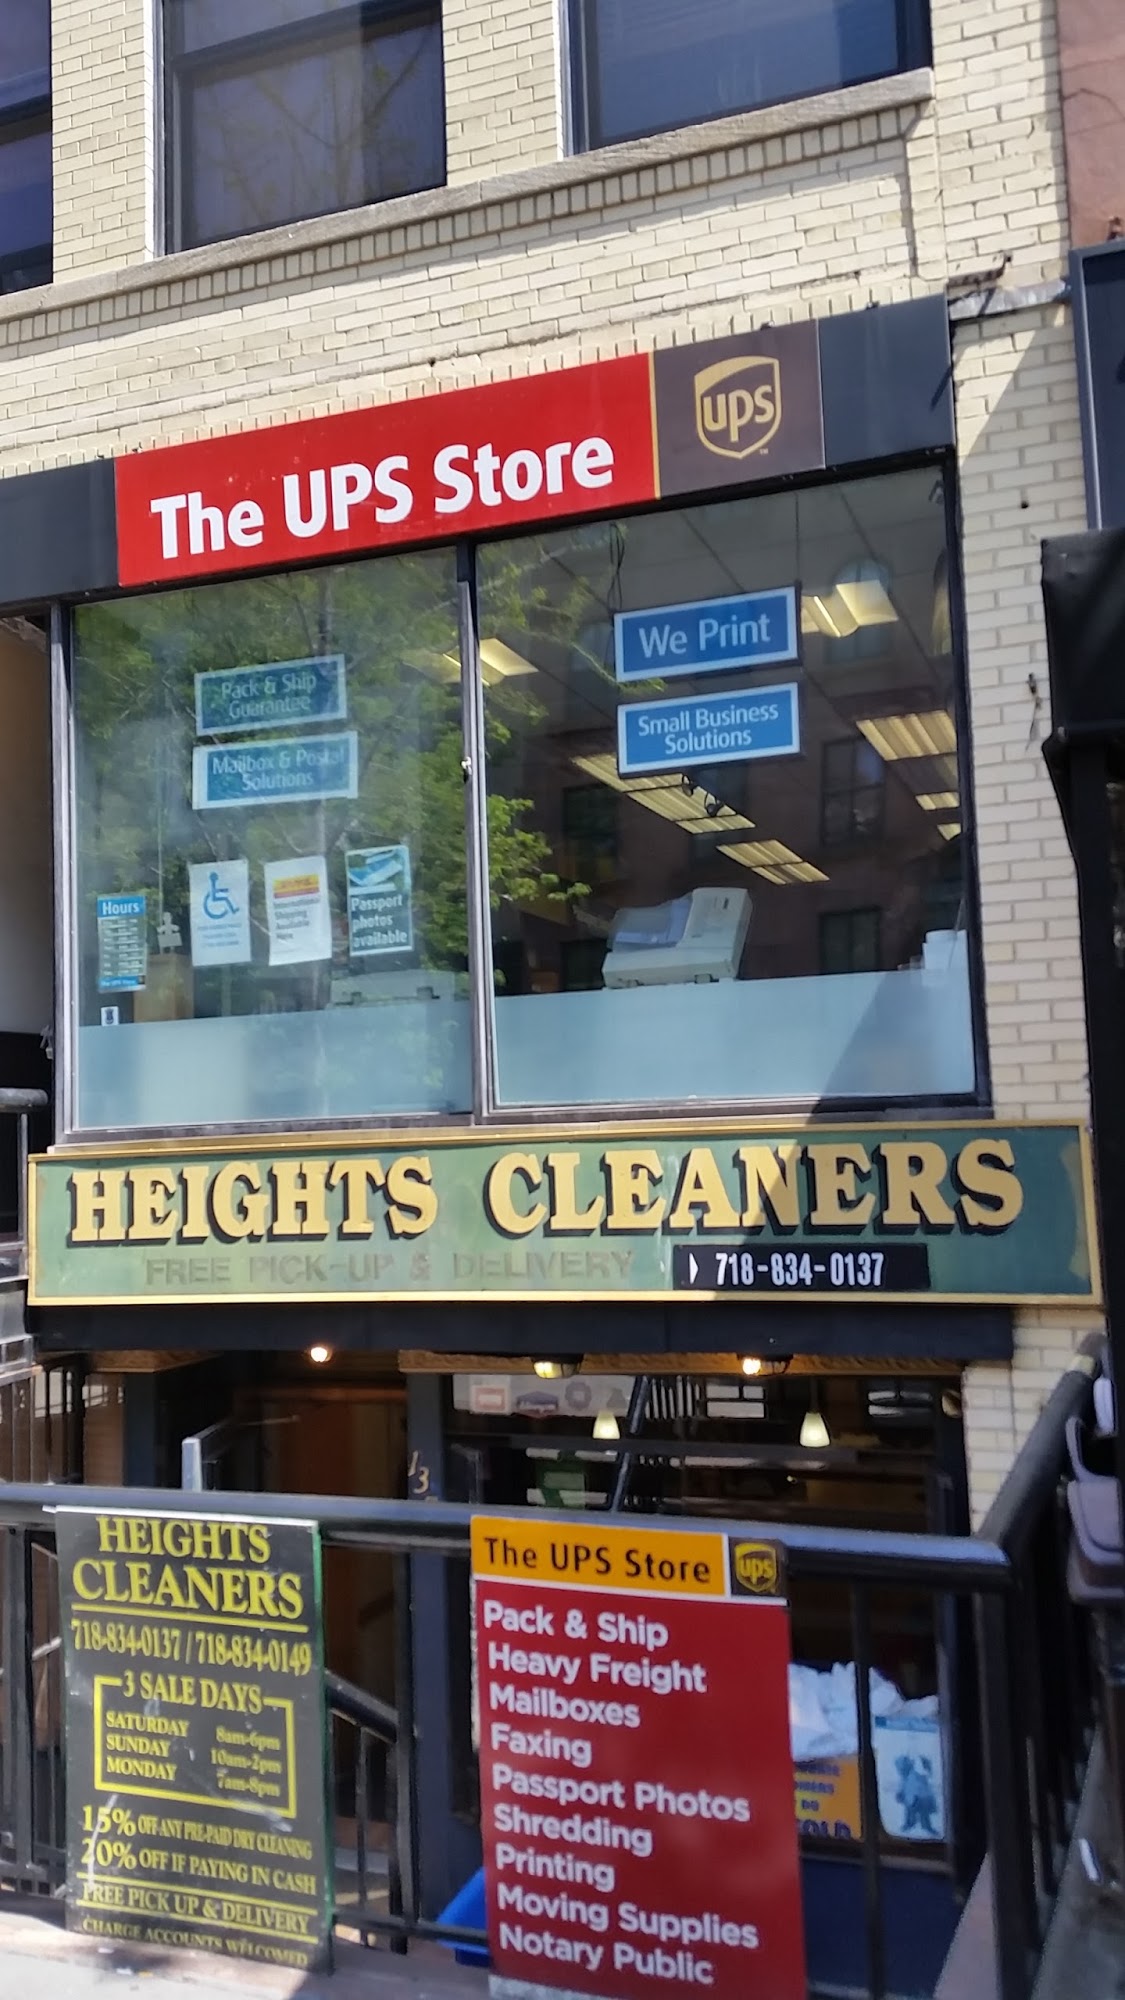 The UPS Store
ups
We Print
Pack & Ship
Guarantee
Small Business
Solutions
Mailbox & Postal
Solutions
Hours
Passport
photos
available
HEIGHTS CLEANERS
FREE PICK-UP & DELIVERY
718-834-0137
HEIGHTS
CLEANERS
718-834-0137 / 718-834-0149
3 SALE DAYS
SATURDAY 8am-6pm
SUNDAY 10am-2pm
MONDAY 7am-8pm
15% OFF ANY PRE-PAID DRY CLEANING
20% OFF IF PAYING IN CASH
FREE PICK UP & DELIVERY
CHARGE ACCOUNTS WELCOMED
The UPS Store
ups
Pack & Ship
Heavy Freight
Mailboxes
Faxing
Passport Photos
Shredding
Printing
Moving Supplies
Notary Public